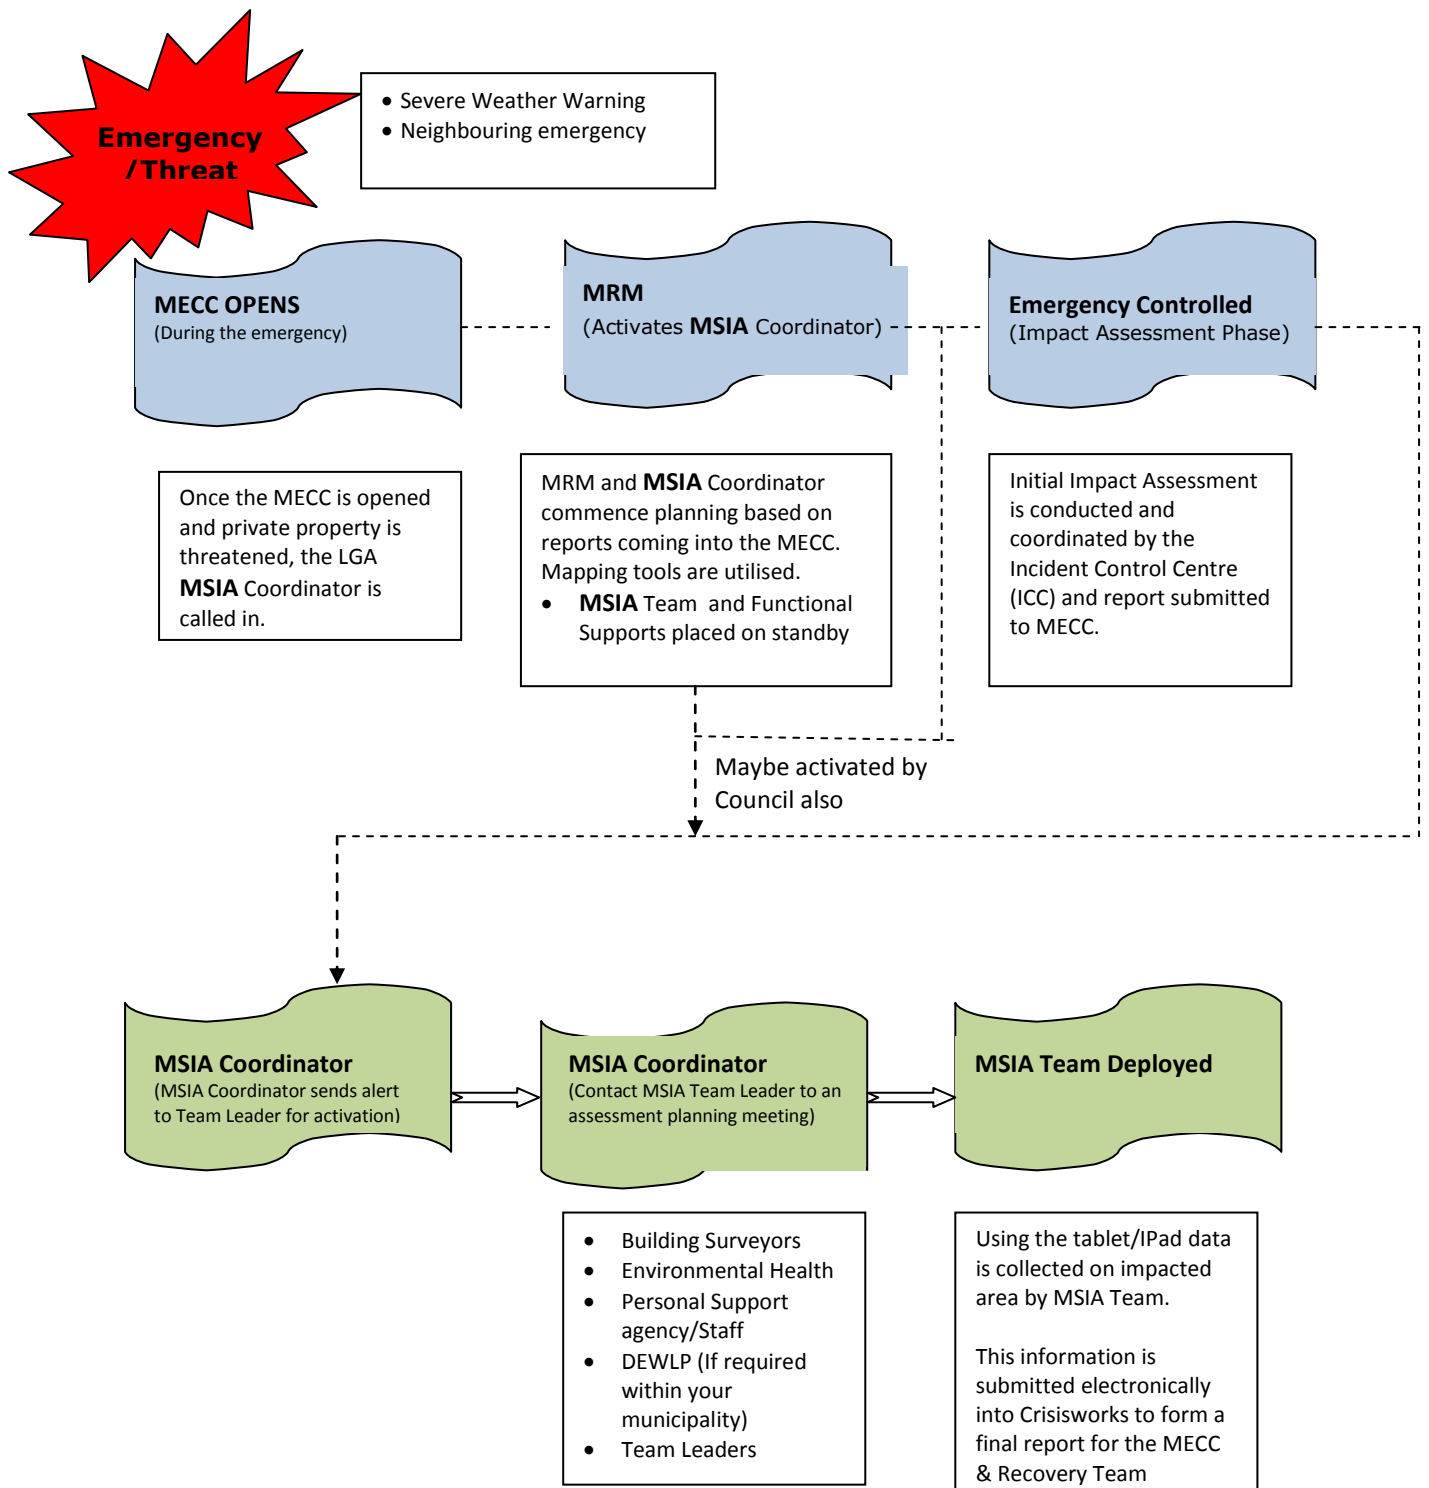 Emergency
/Threat
• Severe Weather Warning
• Neighbouring emergency
MECC OPENS
(During the emergency)
MRM
(Activates MSIA Coordinator)
Emergency Controlled
(Impact Assessment Phase)
Once the MECC is opened
and private property is
threatened, the LGA
MSIA Coordinator is
called in.
MRM and MSIA Coordinator
commence planning based on
reports coming into the MECC.
Mapping tools are utilised.
• MSIA Team and Functional
Supports placed on standby
Initial Impact Assessment
is conducted and
coordinated by the
Incident Control Centre
(ICC) and report submitted
to MECC.
Maybe activated by
Council also
MSIA Coordinator
(MSIA Coordinator sends alert
to Team Leader for activation)
MSIA Coordinator
(Contact MSIA Team Leader to an
assessment planning meeting)
MSIA Team Deployed
• Building Surveyors
• Environmental Health
• Personal Support
agency/Staff
• DEWLP (If required
within your
municipality)
• Team Leaders
Using the tablet/IPad data
is collected on impacted
area by MSIA Team.
This information is
submitted electronically
into Crisisworks to form a
final report for the MECC
& Recovery Team